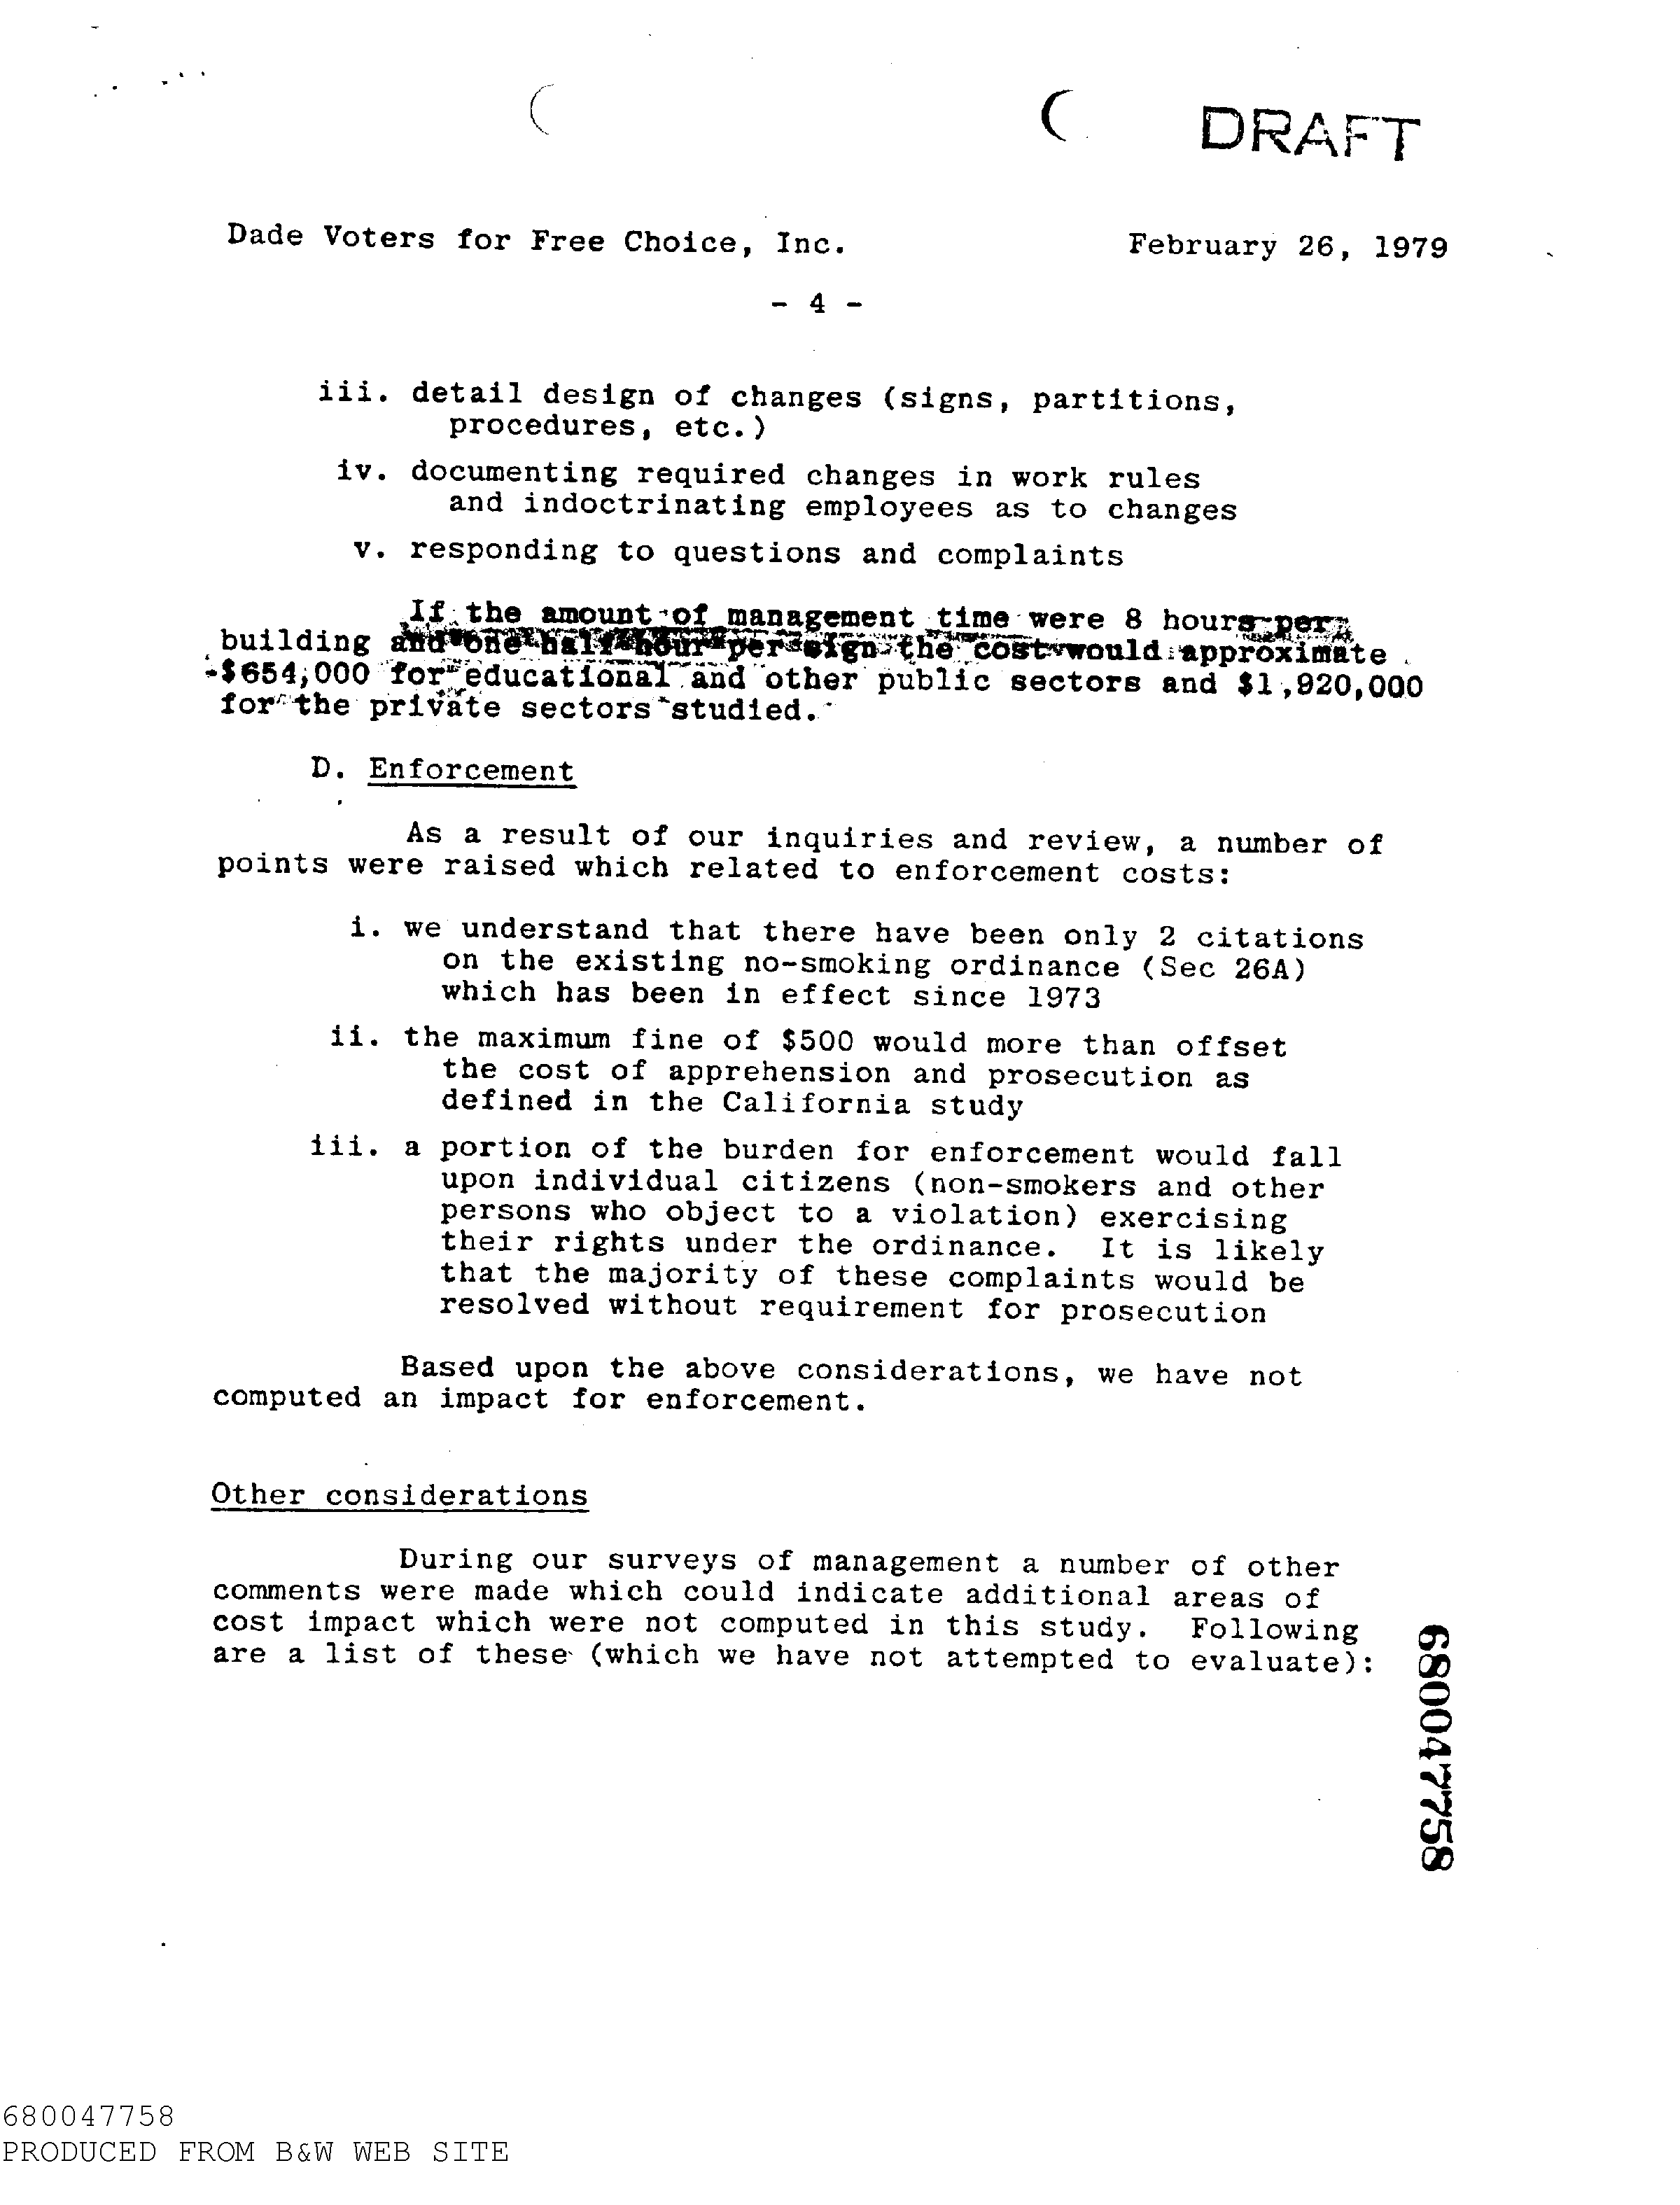 DRAFT
Dade Voters for Free Choice, Inc. February 26, 1979
- 4 -
iii. detail design of changes (signs, partitions,
procedures, etc.)
iv. documenting required changes in work rules
and indoctrinating employees as to changes
v. responding to questions and complaints
If the amount of management time were 8 hours per
building and one half hour per sign the cost would approximate
$654,000 for educational and other public sectors and $1,920,000
for the private sectors studied.
D. Enforcement
As a result of our inquiries and review, a number of
points were raised which related to enforcement costs:
i. we understand that there have been only 2 citations
on the existing no-smoking ordinance (Sec 26A)
which has been in effect since 1973
ii. the maximum fine of $500 would more than offset
the cost of apprehension and prosecution as
defined in the California study
iii. a portion of the burden for enforcement would fall
upon individual citizens (non-smokers and other
persons who object to a violation) exercising
their rights under the ordinance. It is likely
that the majority of these complaints would be
resolved without requirement for prosecution
Based upon the above considerations, we have not
computed an impact for enforcement.
Other considerations
During our surveys of management a number of other
comments were made which could indicate additional areas of
cost impact which were not computed in this study. Following
are a list of these (which we have not attempted to evaluate):
680047758
680047758
PRODUCED FROM B&W WEB SITE